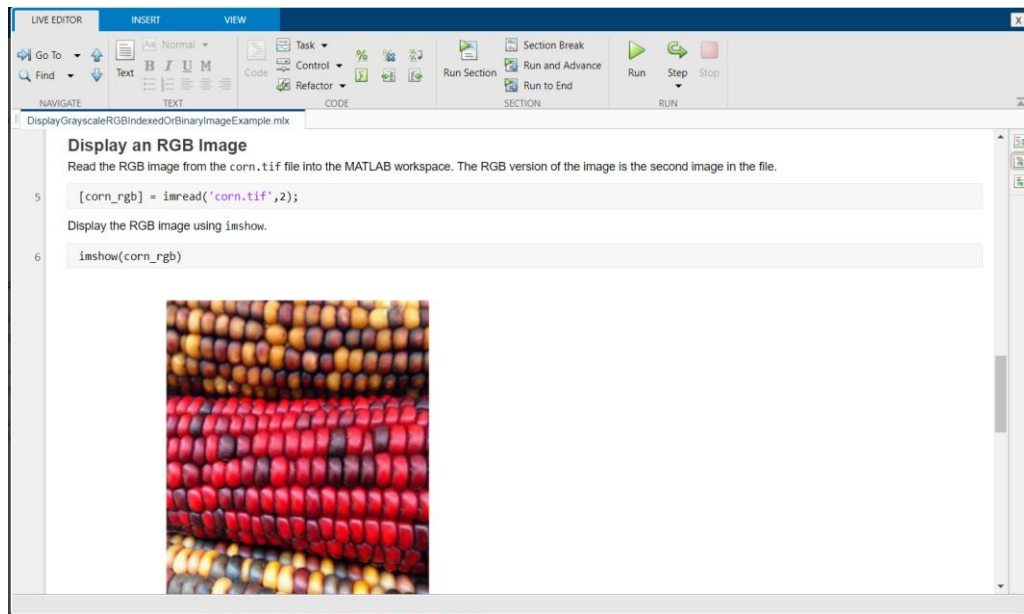 LIVE EDITOR INSERT VIEW
X
Go To
Find
NAVIGATE
Text
Aa Normal
B I U M
TEXT
Code
Task
Control
Refactor
CODE
Run Section
Section Break
Run and Advance
Run to End
SECTION
Run
Step
Stop
RUN
DisplayGrayscaleRGBIndexedOrBinaryImageExample.mlx
Display an RGB Image
Read the RGB image from the corn.tif file into the MATLAB workspace. The RGB version of the image is the second image in the file.
5 [corn_rgb] = imread('corn.tif',2);
Display the RGB image using imshow.
6 imshow(corn_rgb)